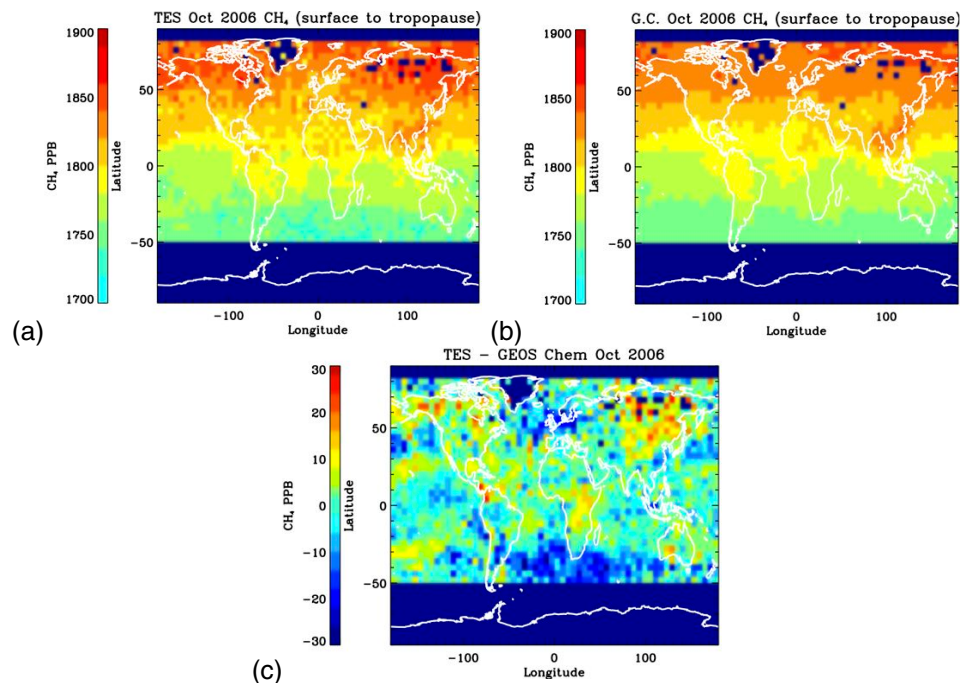 TES Oct 2006 CH₄ (surface to tropopause)
1900
1850
1800
1750
1700
CH₄ PPB
Latitude
50
0
-50
-100
0
100
Longitude
(a)
G.C. Oct 2006 CH₄ (surface to tropopause)
1900
1850
1800
1750
1700
CH₄ PPB
Latitude
50
0
-50
-100
0
100
Longitude
(b)
TES - GEOS Chem Oct 2006
30
20
10
0
-10
-20
-30
CH₄ PPB
Latitude
50
0
-50
-100
0
100
Longitude
(c)